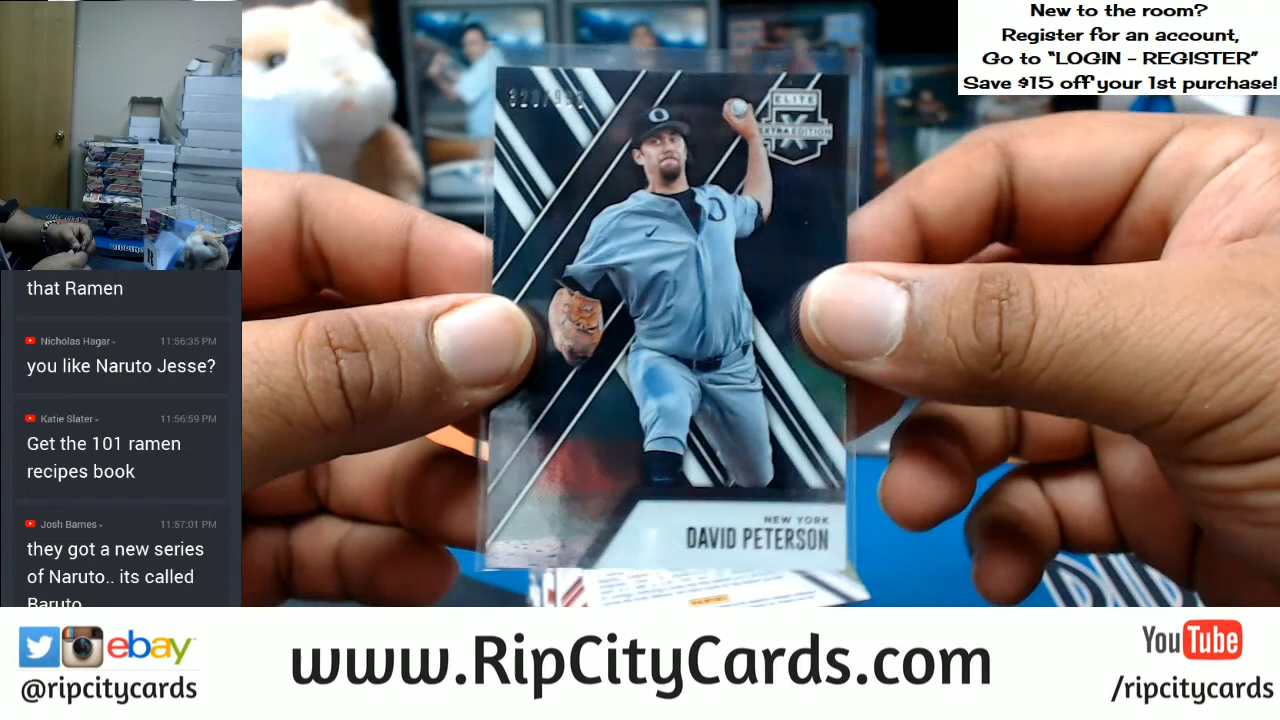 New to the room?
Register for an account,
Go to “LOGIN - REGISTER”
Save $15 off your 1st purchase!
ELITE
X
EXTRA EDITION
O
O
NEW YORK
DAVID PETERSON
PANINI
that Ramen
Nicholas Hagar
11:56:35 PM
you like Naruto Jesse?
Katie Slater
11:56:59 PM
Get the 101 ramen
recipes book
Josh Barnes
11:57:01 PM
they got a new series
of Naruto.. its called
Baruto
ebay
@ripcitycards
www.RipCityCards.com
YouTube
/ripcitycards